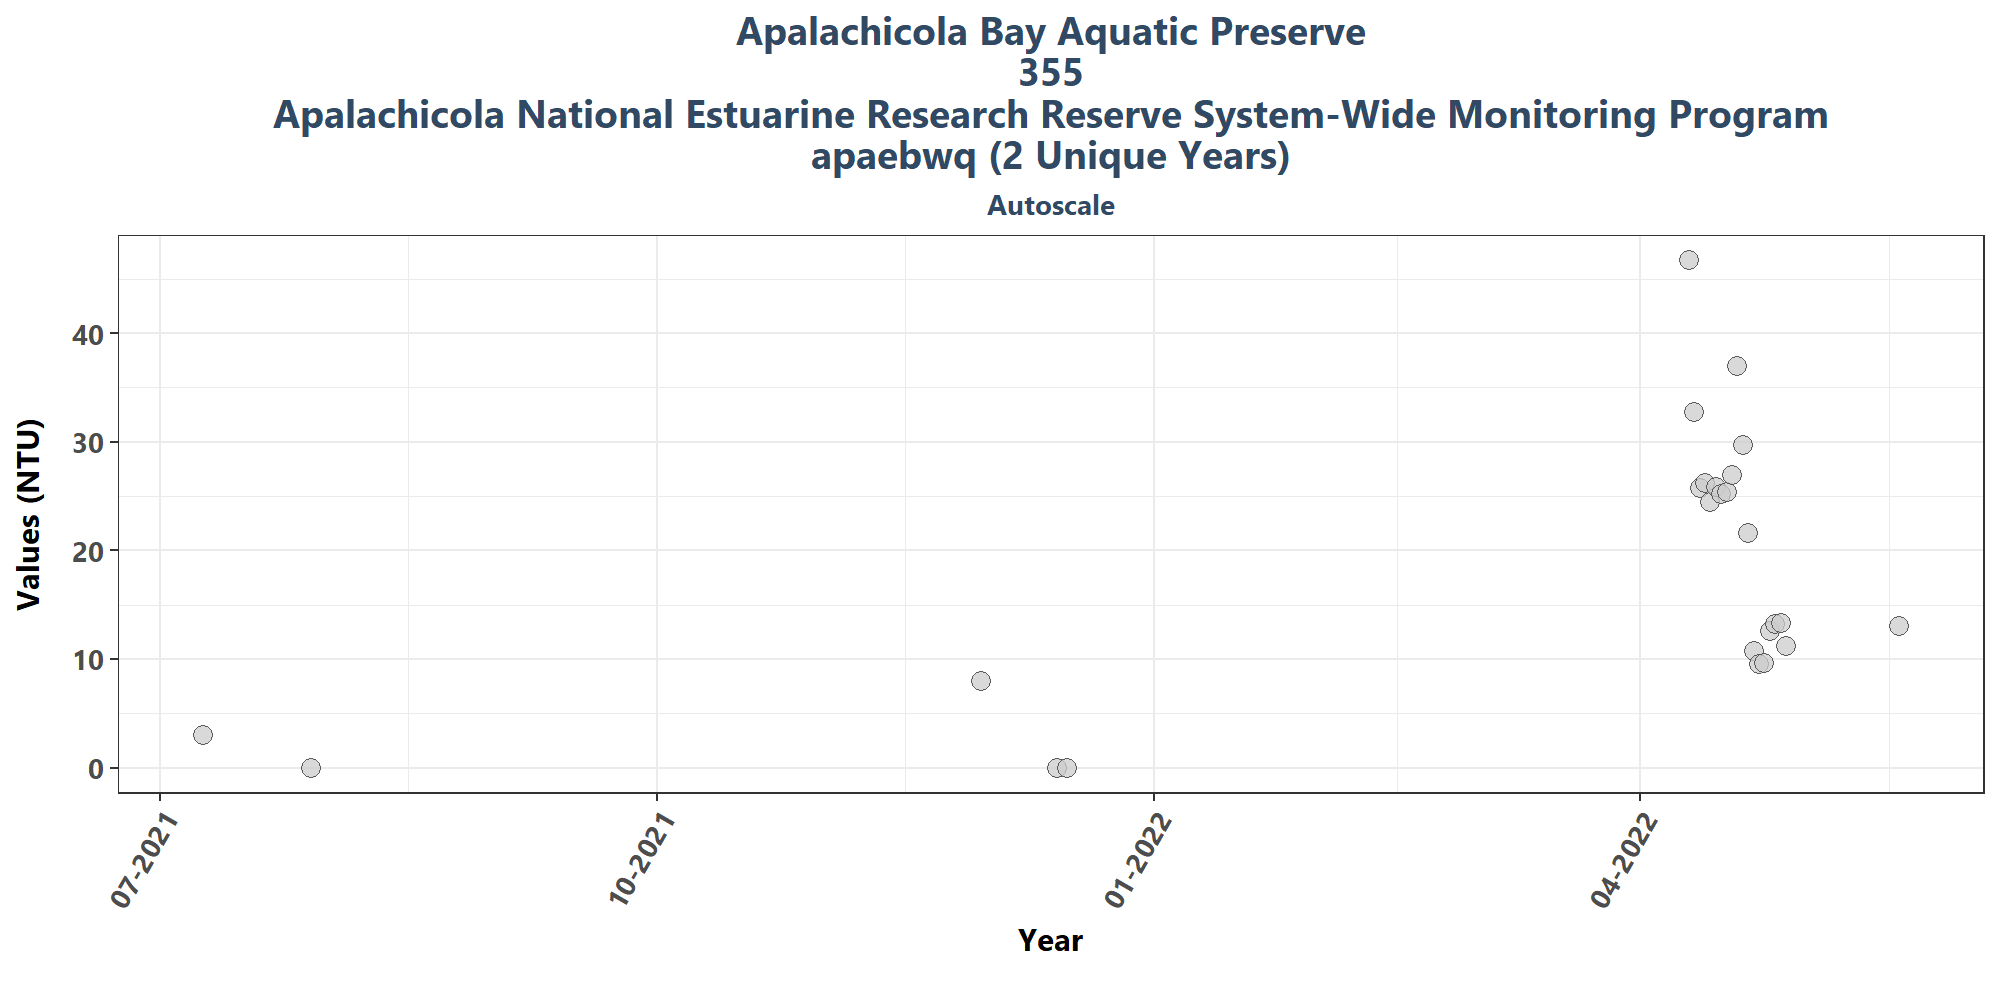 Apalachicola Bay Aquatic Preserve
355
Apalachicola National Estuarine Research Reserve System-Wide Monitoring Program
apaebwq (2 Unique Years)
Autoscale
Values (NTU)
40
30
20
10
0
07-2021
10-2021
01-2022
04-2022
Year